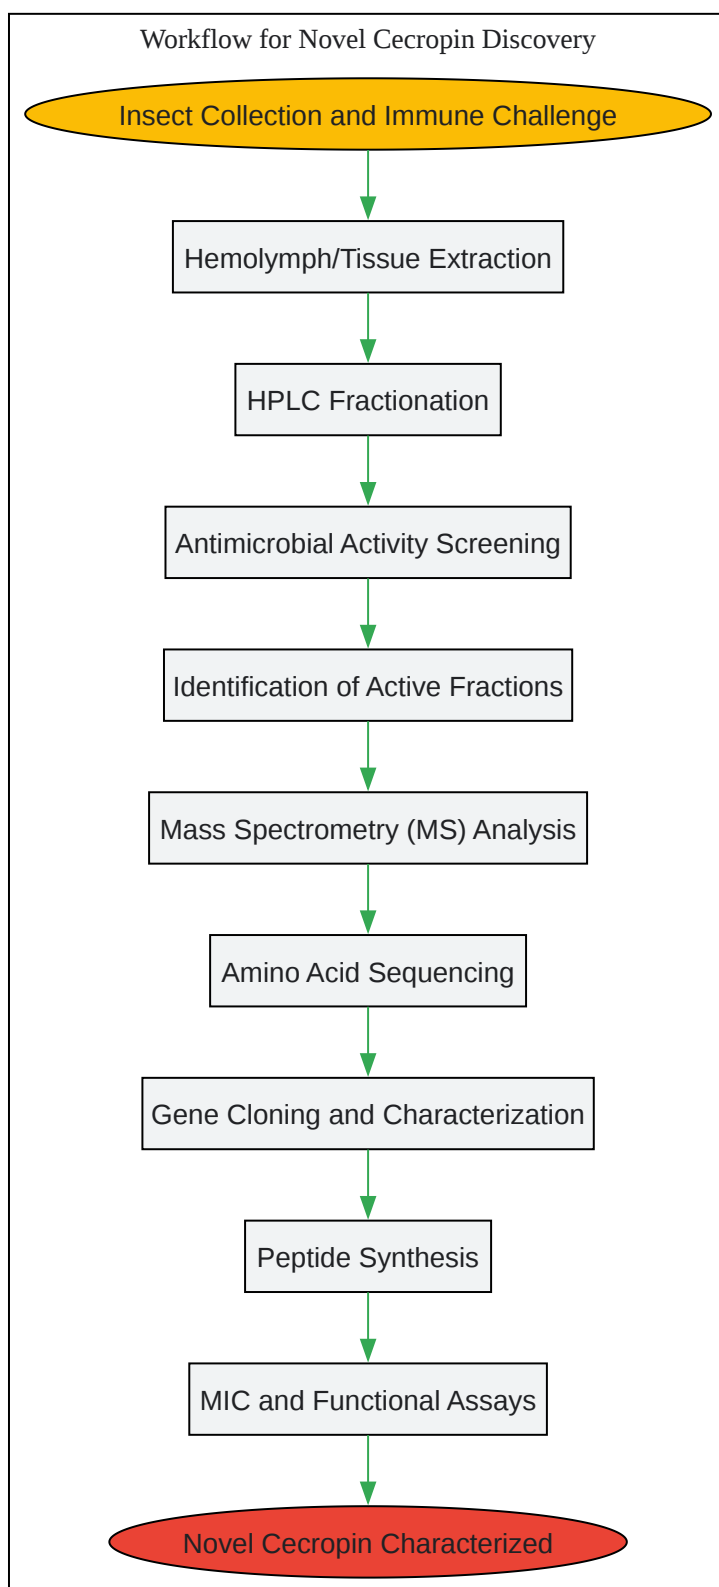 Workflow for Novel Cecropin Discovery
Insect Collection and Immune Challenge
Hemolymph/Tissue Extraction
HPLC Fractionation
Antimicrobial Activity Screening
Identification of Active Fractions
Mass Spectrometry (MS) Analysis
Amino Acid Sequencing
Gene Cloning and Characterization
Peptide Synthesis
MIC and Functional Assays
Novel Cecropin Characterized